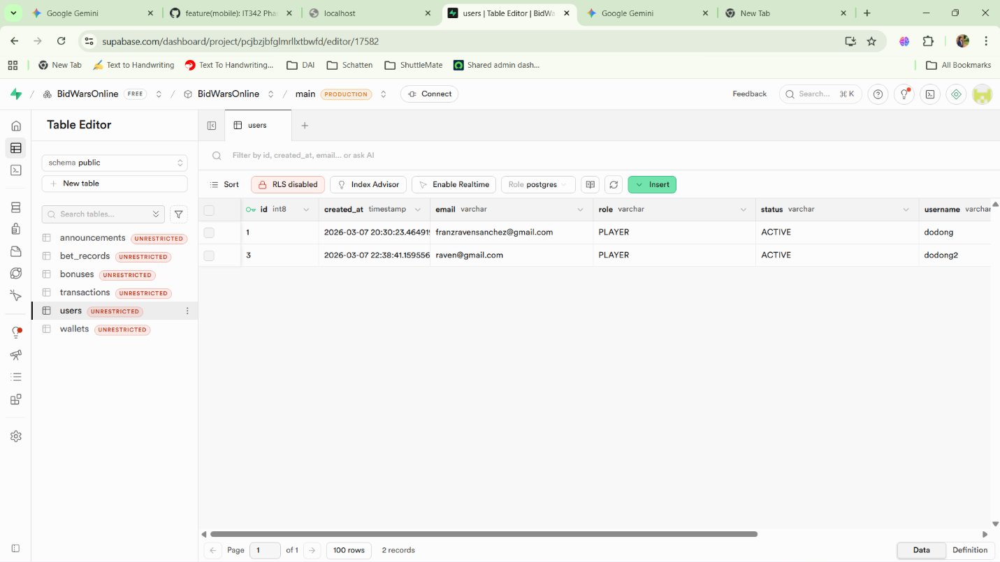 Google Gemini
feature(mobile): IT342 Pha
localhost
users | Table Editor | BidWa
Google Gemini
New Tab
supabase.com/dashboard/project/pcjbzjbfglmrllxtbwfd/editor/17582
New Tab
Text to Handwriting
Text To Handwriting...
DAI
Schatten
ShuttleMate
Shared admin dash...
All Bookmarks
/ BidWarsOnline FREE / BidWarsOnline / main PRODUCTION Connect
Feedback Search... ⌘ K
Table Editor
users
schema public
New table
Search tables...
announcements UNRESTRICTED
bet_records UNRESTRICTED
bonuses UNRESTRICTED
transactions UNRESTRICTED
users UNRESTRICTED
wallets UNRESTRICTED
Filter by id, created_at, email... or ask AI
Sort RLS disabled Index Advisor Enable Realtime Role postgres Insert
id int8 created_at timestamp email varchar role varchar status varchar username varchar
1 2026-03-07 20:30:23.46491 franzravensanchez@gmail.com PLAYER ACTIVE dodong
3 2026-03-07 22:38:41.159556 raven@gmail.com PLAYER ACTIVE dodong2
Page 1 of 1 100 rows 2 records
Data Definition